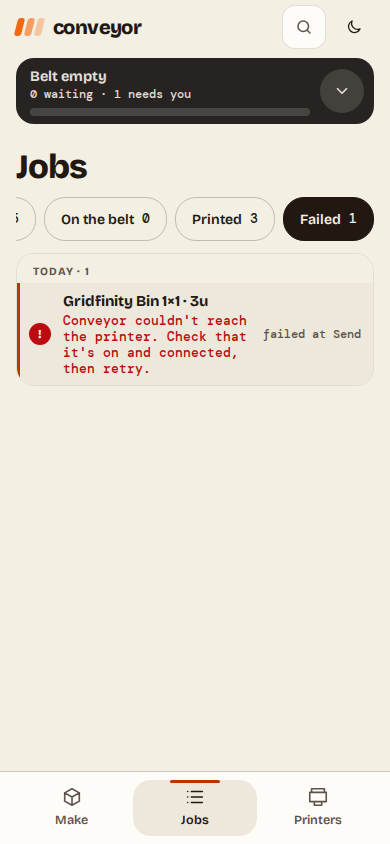 conveyor
Belt empty
0 waiting · 1 needs you
Jobs
On the belt 0
Printed 3
Failed 1
TODAY · 1
Gridfinity Bin 1×1 · 3u
Conveyor couldn't reach
the printer. Check that
it's on and connected,
then retry.
failed at Send
Make
Jobs
Printers